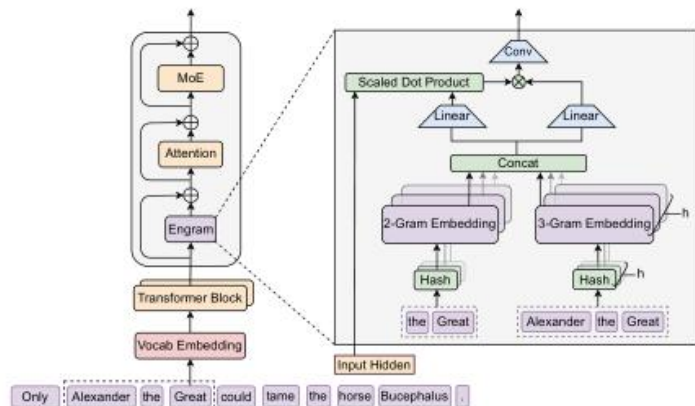 MoE
Attention
Engram
Transformer Block
Vocab Embedding
Conv
Scaled Dot Product
Linear
Linear
Concat
2-Gram Embedding
3-Gram Embedding
h
Hash
Hash
h
the Great
Alexander the Great
Input Hidden
Only Alexander the Great could tame the horse Bucephalus .